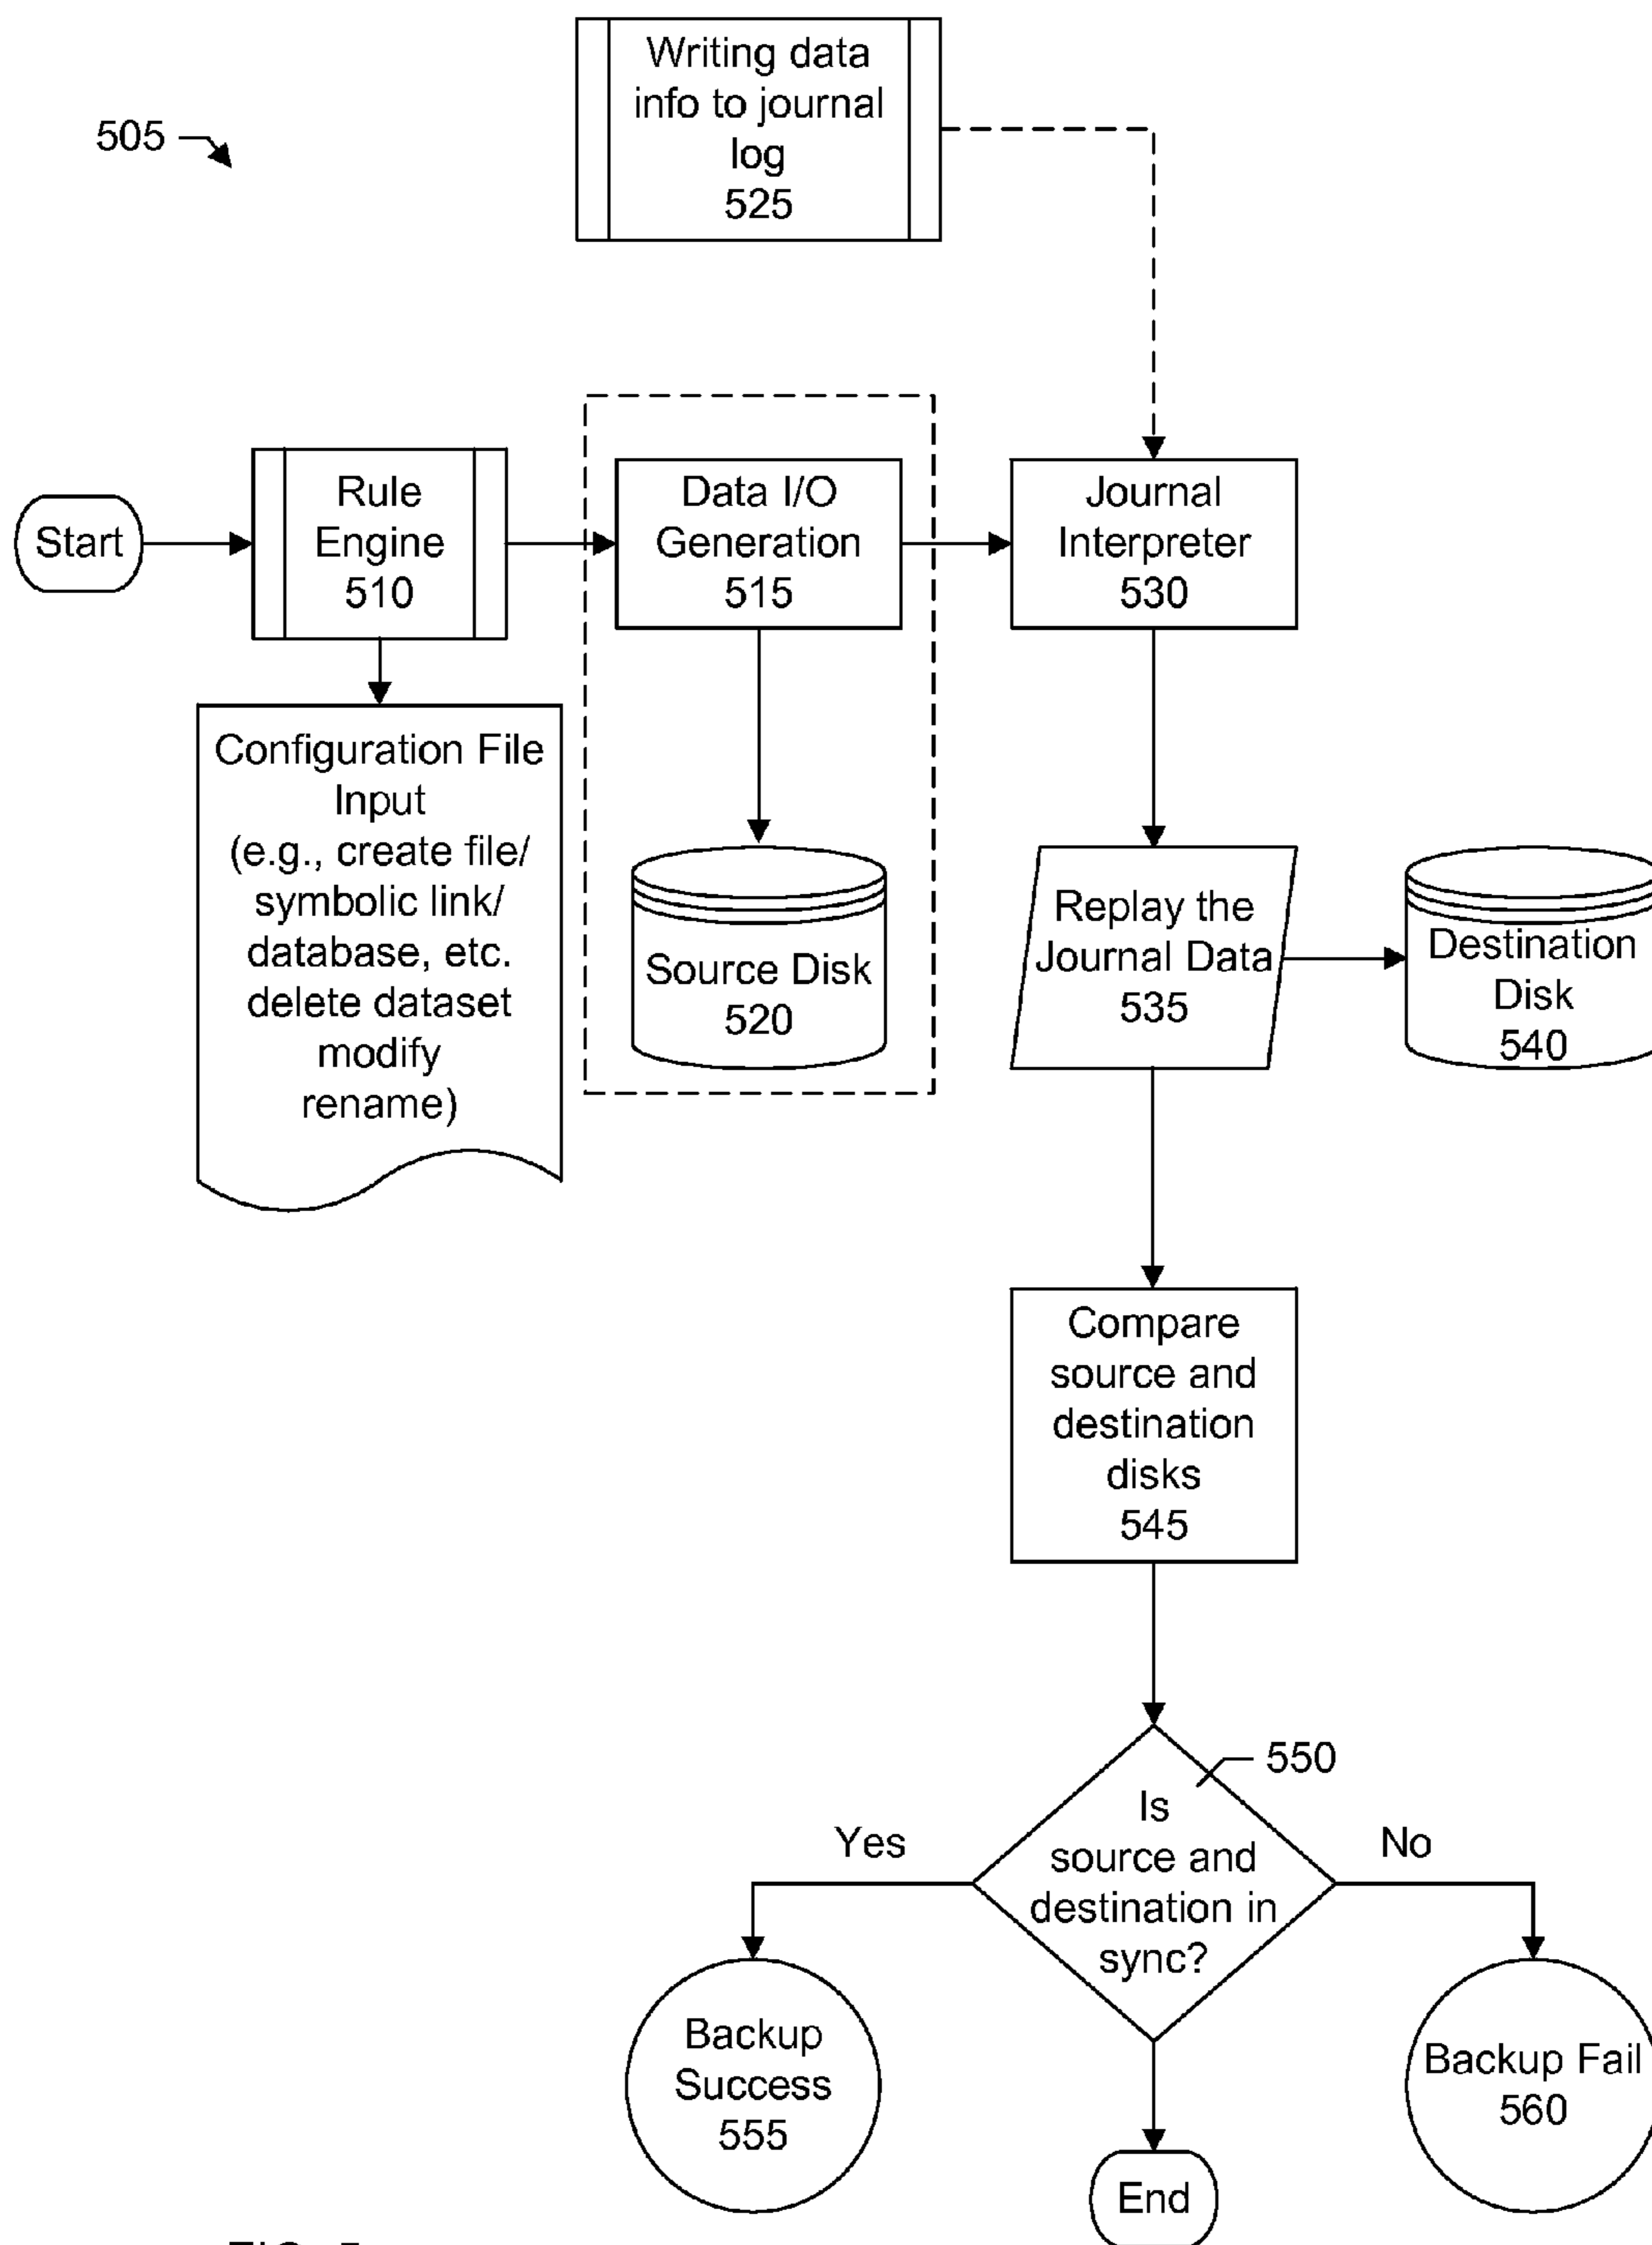 Writing data
info to journal
log
525
505
Start
Rule
Engine
510
Data I/O
Generation
515
Journal
Interpreter
530
Configuration File
Input
(e.g., create file/
symbolic link/
database, etc.
delete dataset
modify
rename)
Source Disk
520
Replay the
Journal Data
535
Destination
Disk
540
Compare
source and
destination
disks
545
550
Is
source and
destination in
sync?
Yes
No
Backup
Success
555
Backup Fail
560
End